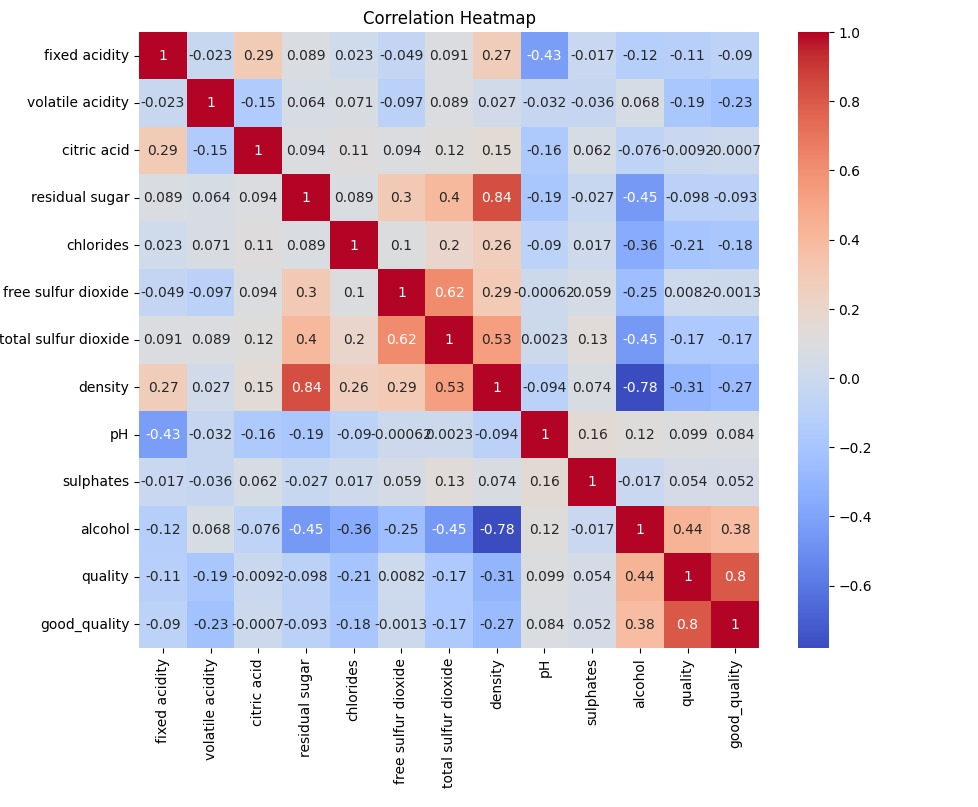 Correlation Heatmap
fixed acidity 1 -0.023 0.29 0.089 0.023 -0.049 0.091 0.27 -0.43 -0.017 -0.12 -0.11 -0.09
volatile acidity -0.023 1 -0.15 0.064 0.071 -0.097 0.089 0.027 -0.032 -0.036 0.068 -0.19 -0.23
citric acid 0.29 -0.15 1 0.094 0.11 0.094 0.12 0.15 -0.16 0.062 -0.076 -0.0092 -0.0007
residual sugar 0.089 0.064 0.094 1 0.089 0.3 0.4 0.84 -0.19 -0.027 -0.45 -0.098 -0.093
chlorides 0.023 0.071 0.11 0.089 1 0.1 0.2 0.26 -0.09 0.017 -0.36 -0.21 -0.18
free sulfur dioxide -0.049 -0.097 0.094 0.3 0.1 1 0.62 0.29 -0.00062 0.059 -0.25 0.0082 -0.0013
total sulfur dioxide 0.091 0.089 0.12 0.4 0.2 0.62 1 0.53 0.0023 0.13 -0.45 -0.17 -0.17
density 0.27 0.027 0.15 0.84 0.26 0.29 0.53 1 -0.094 0.074 -0.78 -0.31 -0.27
pH -0.43 -0.032 -0.16 -0.19 -0.09 -0.00062 0.0023 -0.094 1 0.16 0.12 0.099 0.084
sulphates -0.017 -0.036 0.062 -0.027 0.017 0.059 0.13 0.074 0.16 1 -0.017 0.054 0.052
alcohol -0.12 0.068 -0.076 -0.45 -0.36 -0.25 -0.45 -0.78 0.12 -0.017 1 0.44 0.38
quality -0.11 -0.19 -0.0092 -0.098 -0.21 0.0082 -0.17 -0.31 0.099 0.054 0.44 1 0.8
good_quality -0.09 -0.23 -0.0007 -0.093 -0.18 -0.0013 -0.17 -0.27 0.084 0.052 0.38 0.8 1
fixed acidity
volatile acidity
citric acid
residual sugar
chlorides
free sulfur dioxide
total sulfur dioxide
density
pH
sulphates
alcohol
quality
good_quality
1.0
0.8
0.6
0.4
0.2
0.0
−0.2
−0.4
−0.6